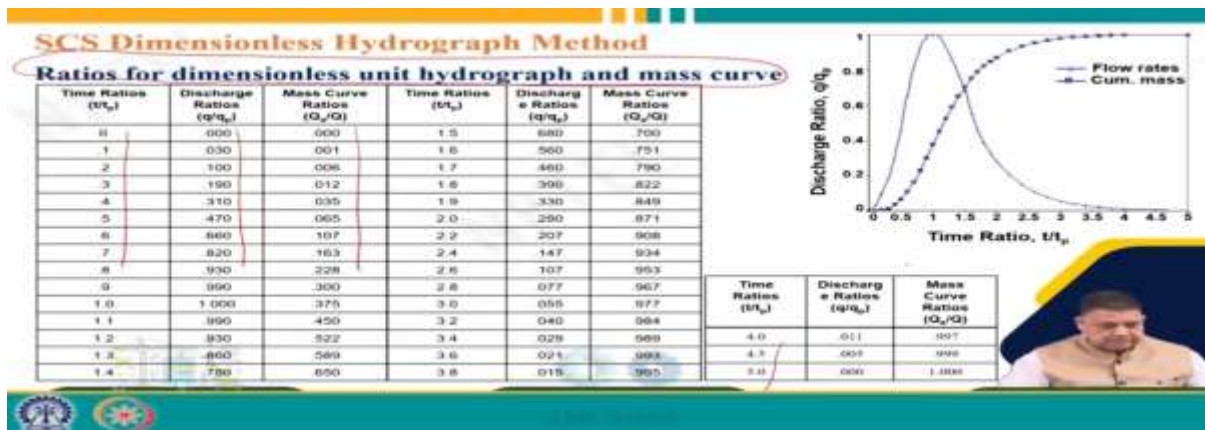 SCS Dimensionless Hydrograph Method
Ratios for dimensionless unit hydrograph and mass curve
Time Ratios (t/tp) Discharge Ratios (q/qp) Mass Curve Ratios (Qa/Q) Time Ratios (t/tp) Discharg e Ratios (q/qp) Mass Curve Ratios (Qa/Q)
0 .000 .000 1.5 .680 .700
.1 .030 .001 1.6 .560 .751
.2 .100 .006 1.7 .460 .790
.3 .190 .012 1.8 .390 .822
.4 .310 .035 1.9 .330 .849
.5 .470 .065 2.0 .280 .871
.6 .660 .107 2.2 .207 .908
.7 .820 .163 2.4 .147 .934
.8 .930 .228 2.6 .107 .953
.9 .990 .300 2.8 .077 .967
1.0 1.000 .375 3.0 .055 .977
1.1 .990 .450 3.2 .040 .984
1.2 .930 .522 3.4 .029 .989
1.3 .860 .589 3.6 .021 .993
1.4 .780 .650 3.8 .015 .995
Discharge Ratio, q/qp
1
0.8
0.6
0.4
0.2
0
Flow rates
Cum. mass
0 0.5 1 1.5 2 2.5 3 3.5 4 4.5 5
Time Ratio, t/tp
Time Ratios (t/tp) Discharg e Ratios (q/qp) Mass Curve Ratios (Qa/Q)
4.0 .011 .997
4.5 .005 .999
5.0 .000 1.000